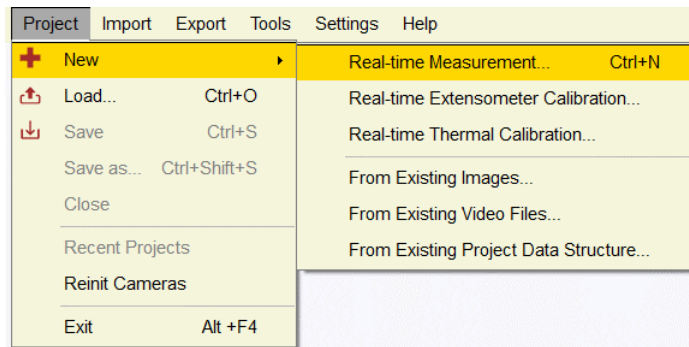 Project Import Export Tools Settings Help
New
Load... Ctrl+O
Save Ctrl+S
Save as... Ctrl+Shift+S
Close
Recent Projects
Reinit Cameras
Exit Alt +F4
Real-time Measurement... Ctrl+N
Real-time Extensometer Calibration...
Real-time Thermal Calibration...
From Existing Images...
From Existing Video Files...
From Existing Project Data Structure...